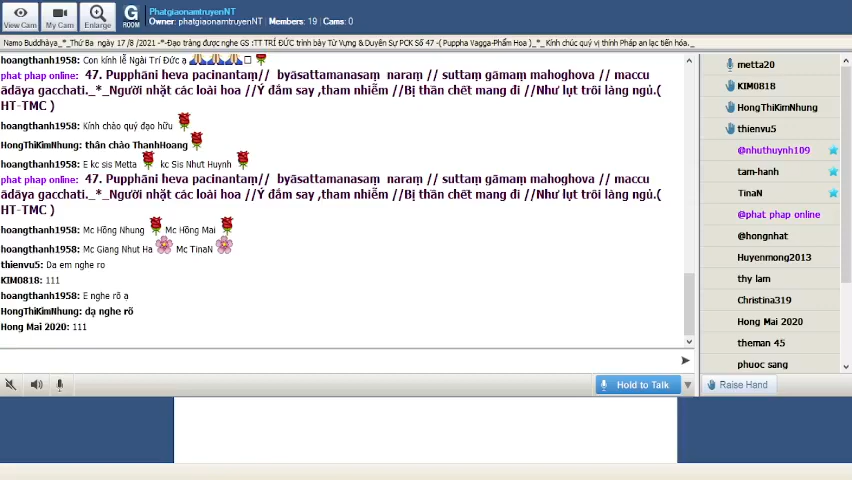 View Cam
My Cam
Enlarge
G
ROOM
PhatgiaonamtruyenNT
Owner: phatgiaonamtruyenNT | Members: 19 | Cams: 0
Namo Buddhàya_*_Thứ Ba ngày 17 /8 /2021 -*-Đạo tràng được nghe GS :TT TRÍ ĐỨC trình bày Từ Vựng & Duyên Sự PCK Số 47 -( Puppha Vagga-Phẩm Hoa )_*_ Kính chúc quý vị thính Pháp an lạc tiến hóa._
hoangthanh1958: Con kính lễ Ngài Trí Đức ạ
phat phap online: 47. Pupphāni heva pacinantaṃ// byāsattamanasaṃ naraṃ // suttaṃ gāmaṃ mahoghova // maccu
ādāya gacchati._*_Người nhặt các loài hoa //Ý đắm say ,tham nhiễm //Bị thần chết mang đi //Như lụt trôi làng ngủ.(
HT-TMC )
hoangthanh1958: Kính chào quý đạo hữu
HongThiKimNhung: thân chào ThanhHoang
hoangthanh1958: E kc sis Metta kc Sis Nhut Huynh
phat phap online: 47. Pupphāni heva pacinantaṃ// byāsattamanasaṃ naraṃ // suttaṃ gāmaṃ mahoghova // maccu
ādāya gacchati._*_Người nhặt các loài hoa //Ý đắm say ,tham nhiễm //Bị thần chết mang đi //Như lụt trôi làng ngủ.(
HT-TMC )
hoangthanh1958: Mc Hồng Nhung Mc Hồng Mai
hoangthanh1958: Mc Giang Nhut Ha Mc TinaN
thienvu5: Da em nghe ro
KIM0818: 111
hoangthanh1958: E nghe rõ a
HongThiKimNhung: dạ nghe rõ
Hong Mai 2020: 111
Hold to Talk
metta20
KIM0818
HongThiKimNhung
thienvu5
@nhuthuynh109
tam-hanh
TinaN
@phat phap online
@hongnhat
Huyenmong2013
thy lam
Christina319
Hong Mai 2020
theman 45
phuoc sang
Raise Hand